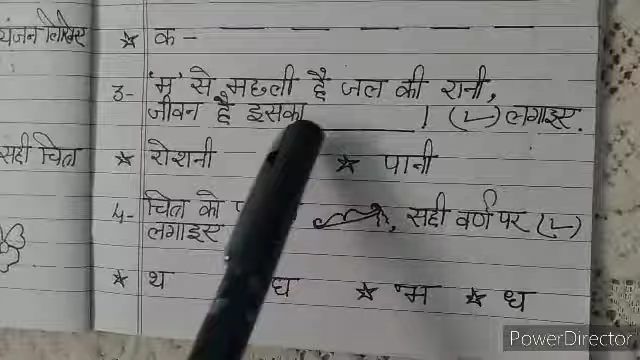 यंजन लिखिए ★ क -
3- 'म' से मछली है जल की रानी,
जीवन है इसका ______ । (✓) लगाइए.
सही चित्र ★ रोशनी ★ पानी
4- चित्र को सही वर्ण पर (✓)
लगाइए
★ थ घ ★ म ★ ध
PowerDirector